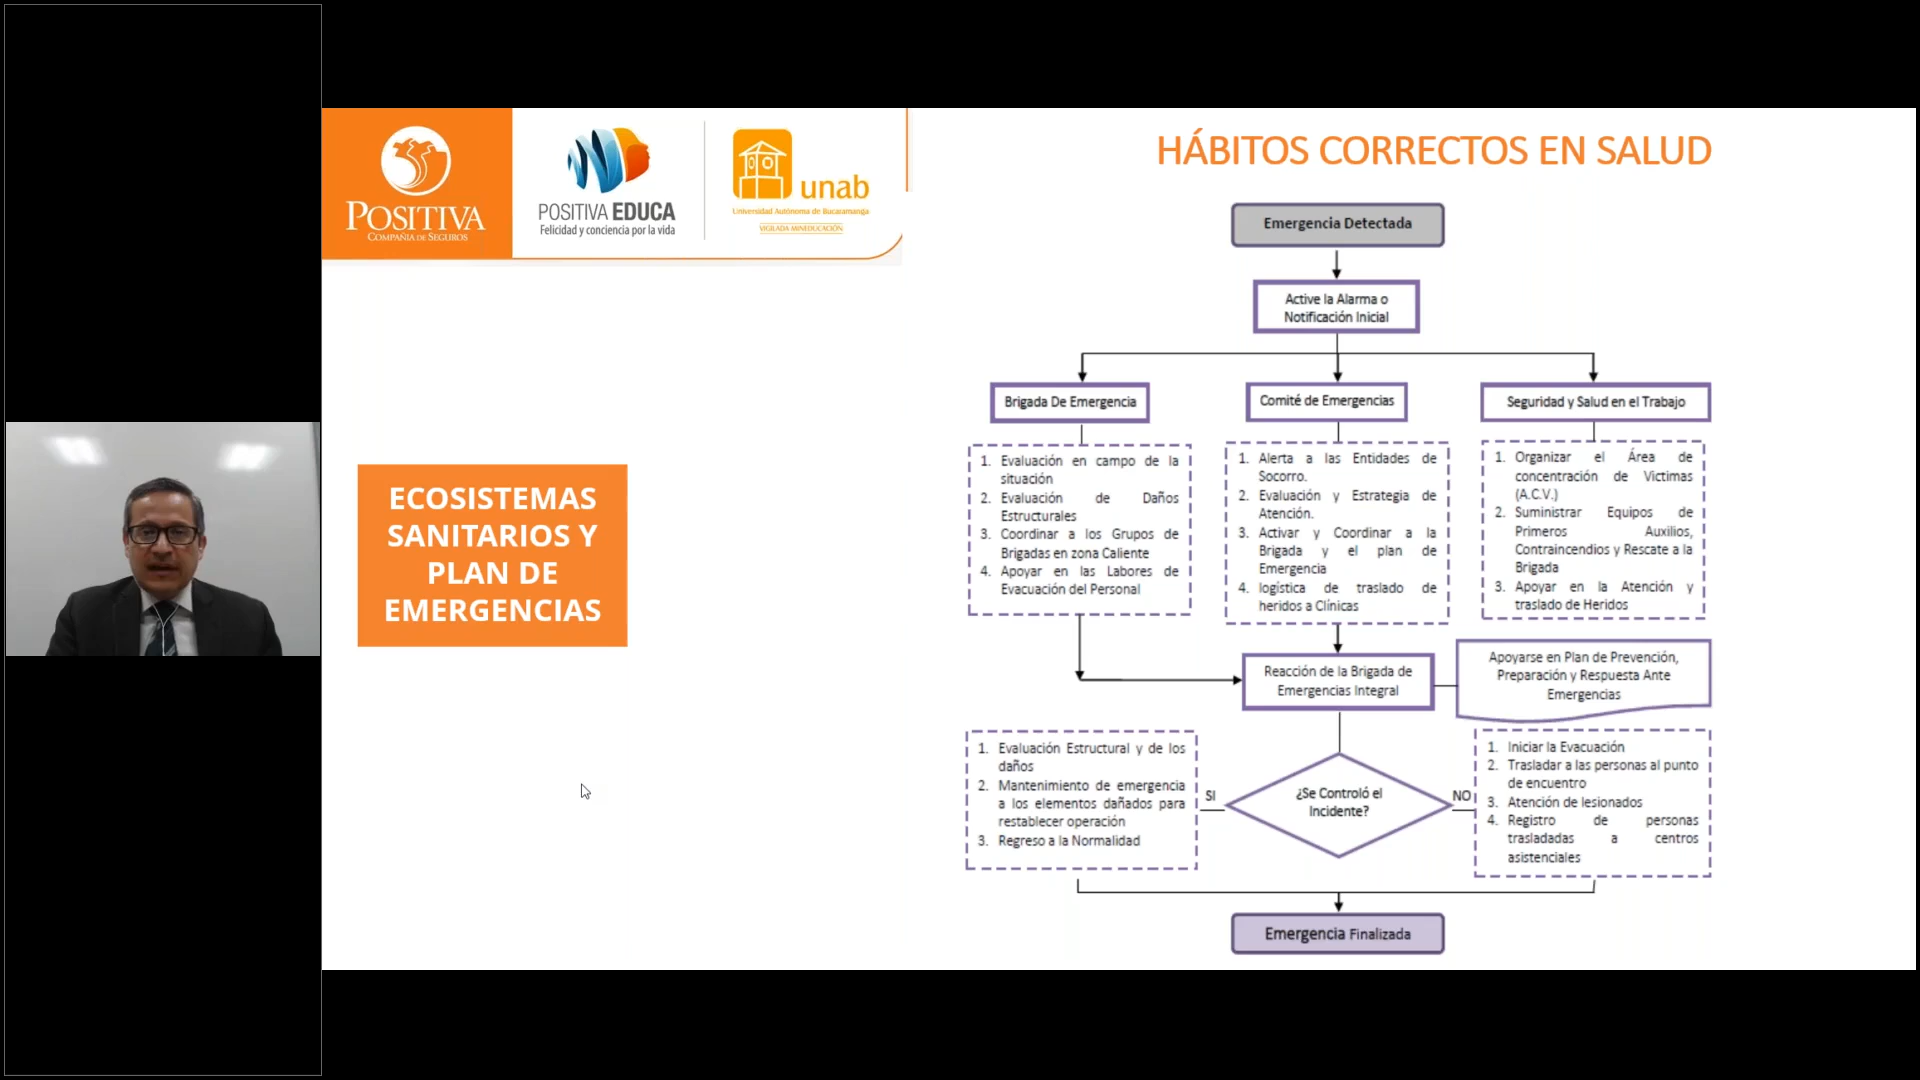 POSITIVA
COMPAÑIA DE SEGUROS
POSITIVA EDUCA
Felicidad y conciencia por la vida
unab
Universidad Autónoma de Bucaramanga
VIGILADA MINEDUCACIÓN
HÁBITOS CORRECTOS EN SALUD
ECOSISTEMAS
SANITARIOS Y
PLAN DE
EMERGENCIAS
Emergencia Detectada
Active la Alarma o
Notificación Inicial
Brigada De Emergencia
1. Evaluación en campo de la
situación
2. Evaluación de Daños
Estructurales
3. Coordinar a los Grupos de
Brigadas en zona Caliente
4. Apoyar en las Labores de
Evacuación del Personal
Comité de Emergencias
1. Alerta a las Entidades de
Socorro.
2. Evaluación y Estrategia de
Atención.
3. Activar y Coordinar a la
Brigada y el plan de
Emergencia
4. logística de traslado de
heridos a Clínicas
Seguridad y Salud en el Trabajo
1. Organizar el Área de
concentración de Victimas
(A.C.V.)
2. Suministrar Equipos de
Primeros Auxilios,
Contraincendios y Rescate a la
Brigada
3. Apoyar en la Atención y
traslado de Heridos
Reacción de la Brigada de
Emergencias Integral
Apoyarse en Plan de Prevención,
Preparación y Respuesta Ante
Emergencias
1. Evaluación Estructural y de los
daños
2. Mantenimiento de emergencia
a los elementos dañados para
restablecer operación
3. Regreso a la Normalidad
SI
¿Se Controló el
Incidente?
NO
1. Iniciar la Evacuación
2. Trasladar a las personas al punto
de encuentro
3. Atención de lesionados
4. Registro de personas
trasladadas a centros
asistenciales
Emergencia Finalizada